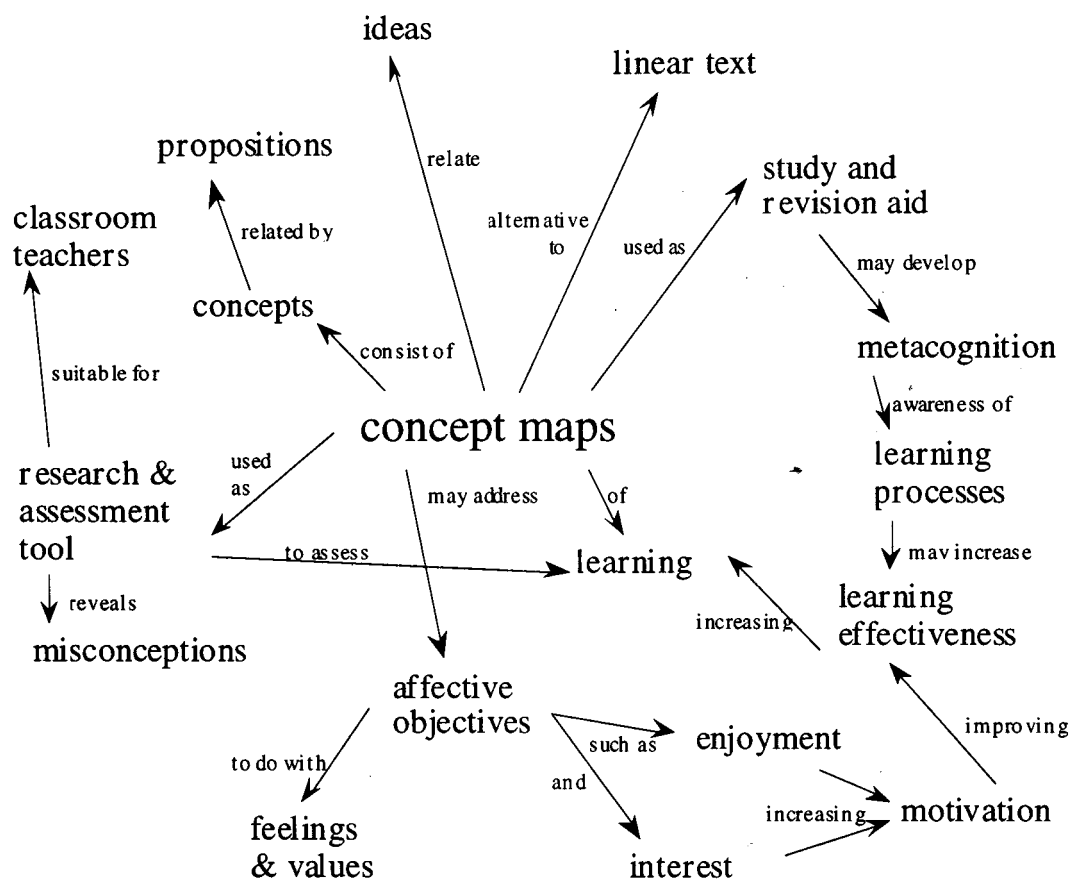 ideas
linear text
propositions
relate
study and
revision aid
classroom
teachers
related by
alternative
to
used as
may develop
concepts
consist of
metacognition
suitable for
awareness of
concept maps
learning
processes
research &
assessment
tool
used
as
may address
of
to assess
learning
mav increase
reveals
learning
effectiveness
increasing
misconceptions
affective
objectives
such as
enjoyment
improving
to do with
and
increasing
motivation
feelings
& values
interest